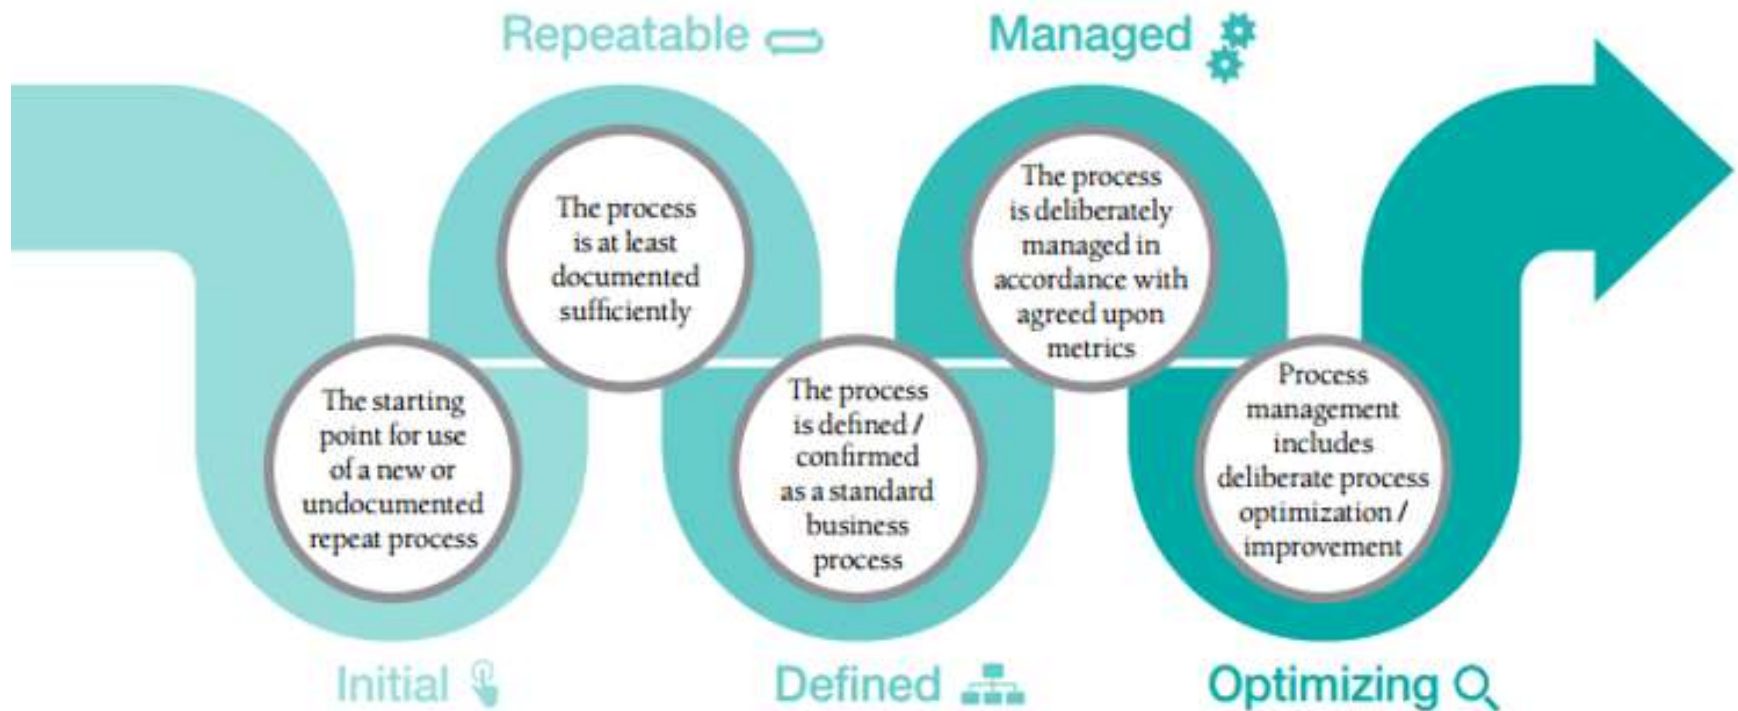 Repeatable
Managed
The process
is at least
documented
sufficiently
The process
is deliberately
managed in
accordance with
agreed upon
metrics
The starting
point for use
of a new or
undocumented
repeat process
The process
is defined /
confirmed
as a standard
business
process
Process
management
includes
deliberate process
optimization /
improvement
Initial
Defined
Optimizing